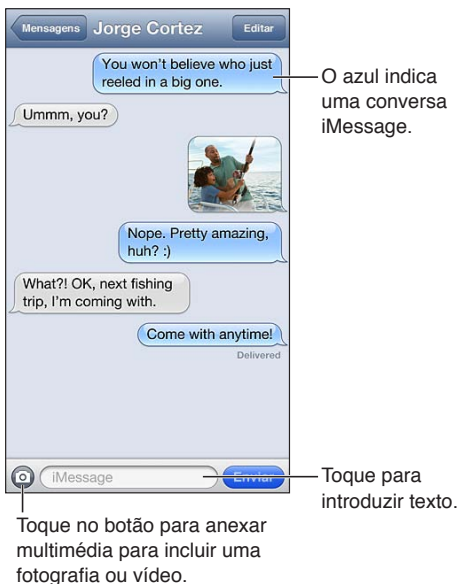 Mensagens Jorge Cortez Editar
You won't believe who just
reeled in a big one.
O azul indica
uma conversa
iMessage.
Ummm, you?
Nope. Pretty amazing,
huh? :)
What?! OK, next fishing
trip, I'm coming with.
Come with anytime!
Delivered
iMessage Enviar
Toque para
introduzir texto.
Toque no botão para anexar
multimédia para incluir uma
fotografia ou vídeo.